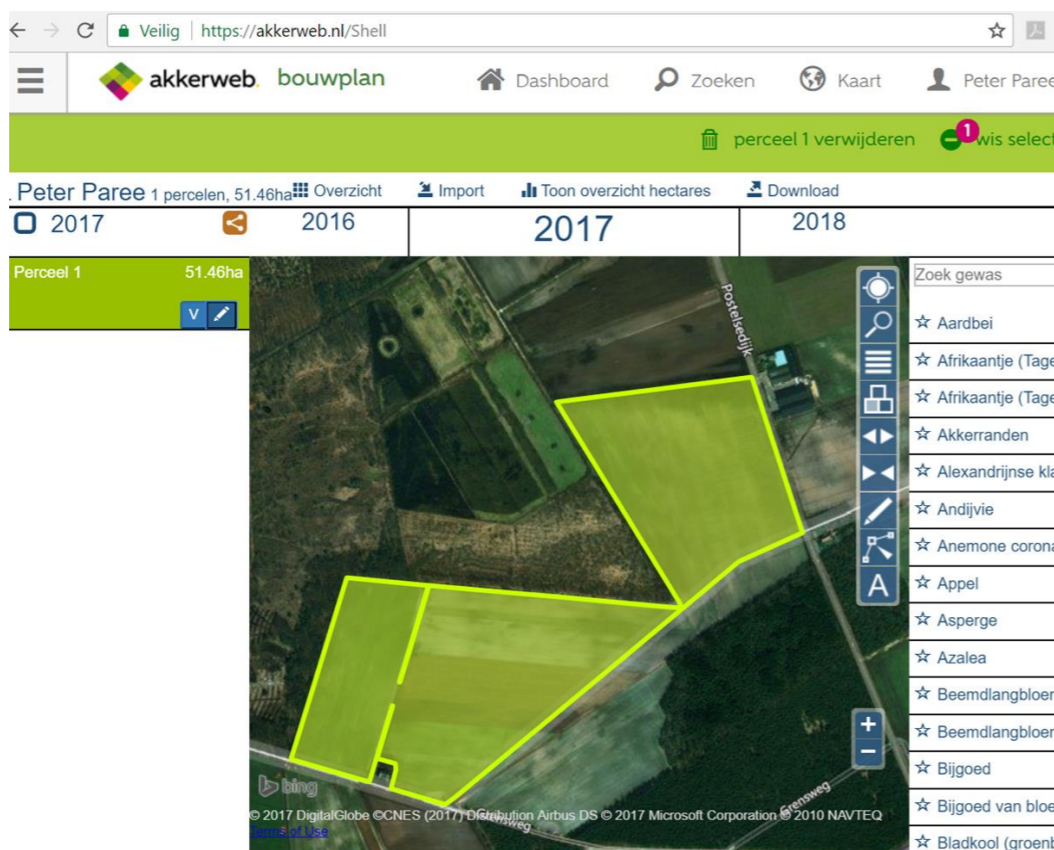 Veilig https://akkerweb.nl/Shell
akkerweb. bouwplan Dashboard Zoeken Kaart Peter Paree
perceel 1 verwijderen 1 wis select
Peter Paree 1 percelen, 51.46ha Overzicht Import Toon overzicht hectares Download
2017 2016 2017 2018
Perceel 1 51.46ha
V
Zoek gewas
Postelsedijk
Aardbei
Afrikaantje (Tage
Afrikaantje (Tage
Akkerranden
Alexandrijnse kla
Andijvie
Anemone corona
A
Appel
Asperge
Azalea
Beemdlangbloem
Beemdlangbloem
Bijgoed
Bijgoed van bloe
Bladkool (groenb
bing
Grensweg
Grensweg
© 2017 DigitalGlobe ©CNES (2017) Distribution Airbus DS © 2017 Microsoft Corporation © 2010 NAVTEQ
Terms of Use